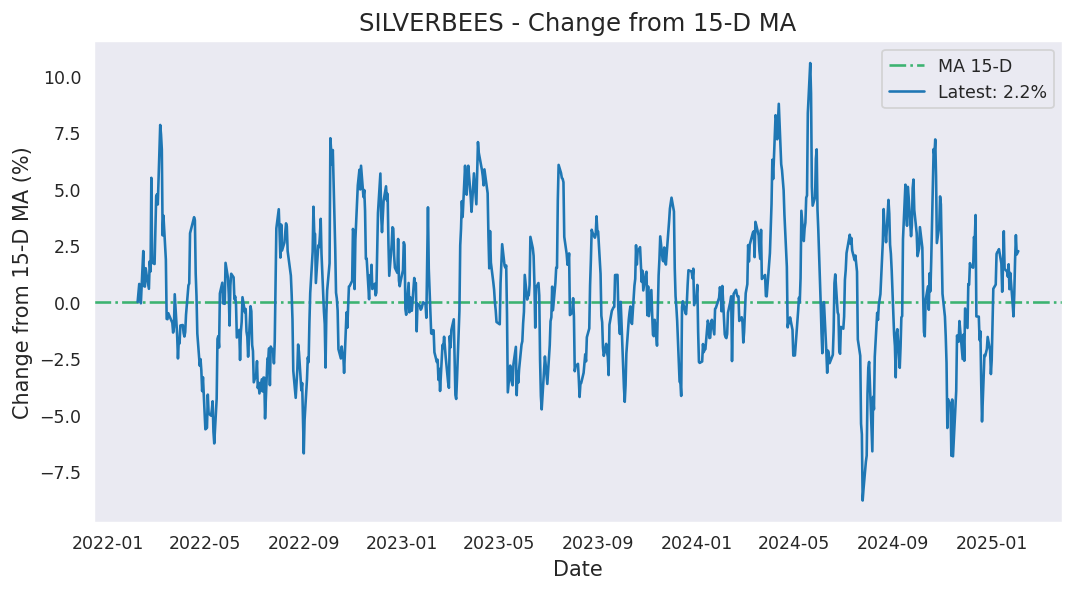 SILVERBEES - Change from 15-D MA
MA 15-D
Latest: 2.2%
Change from 15-D MA (%)
10.0
7.5
5.0
2.5
0.0
−2.5
−5.0
−7.5
2022-01 2022-05 2022-09 2023-01 2023-05 2023-09 2024-01 2024-05 2024-09 2025-01
Date